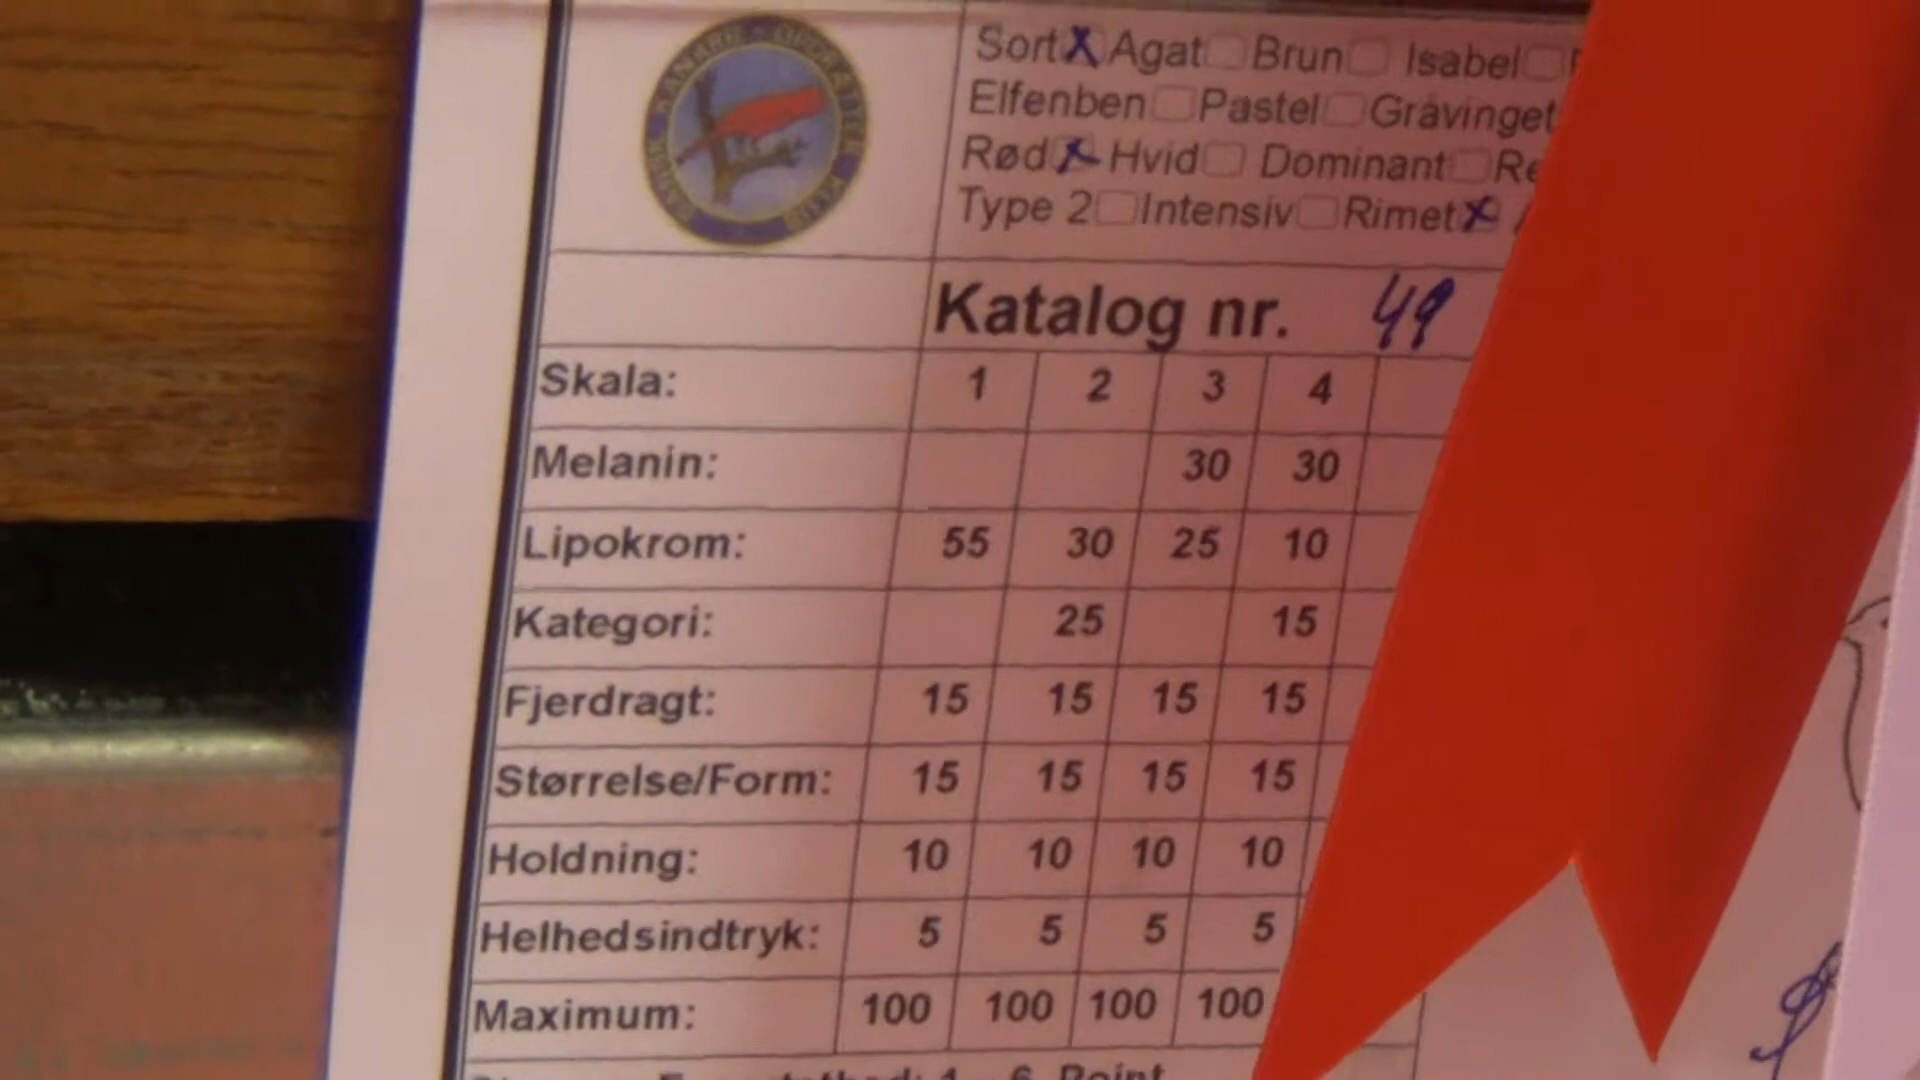 Sort X Agat Brun Isabel
Elfenben Pastel Gråvinget
Rød X Hvid Dominant
Type 2 Intensiv Rimet X
Katalog nr. 49
Skala: 1 2 3 4
Melanin: 30 30
Lipokrom: 55 30 25 10
Kategori: 25 15
Fjerdragt: 15 15 15 15
Størrelse/Form: 15 15 15 15
Holdning: 10 10 10 10
Helhedsindtryk: 5 5 5 5
Maximum: 100 100 100 100